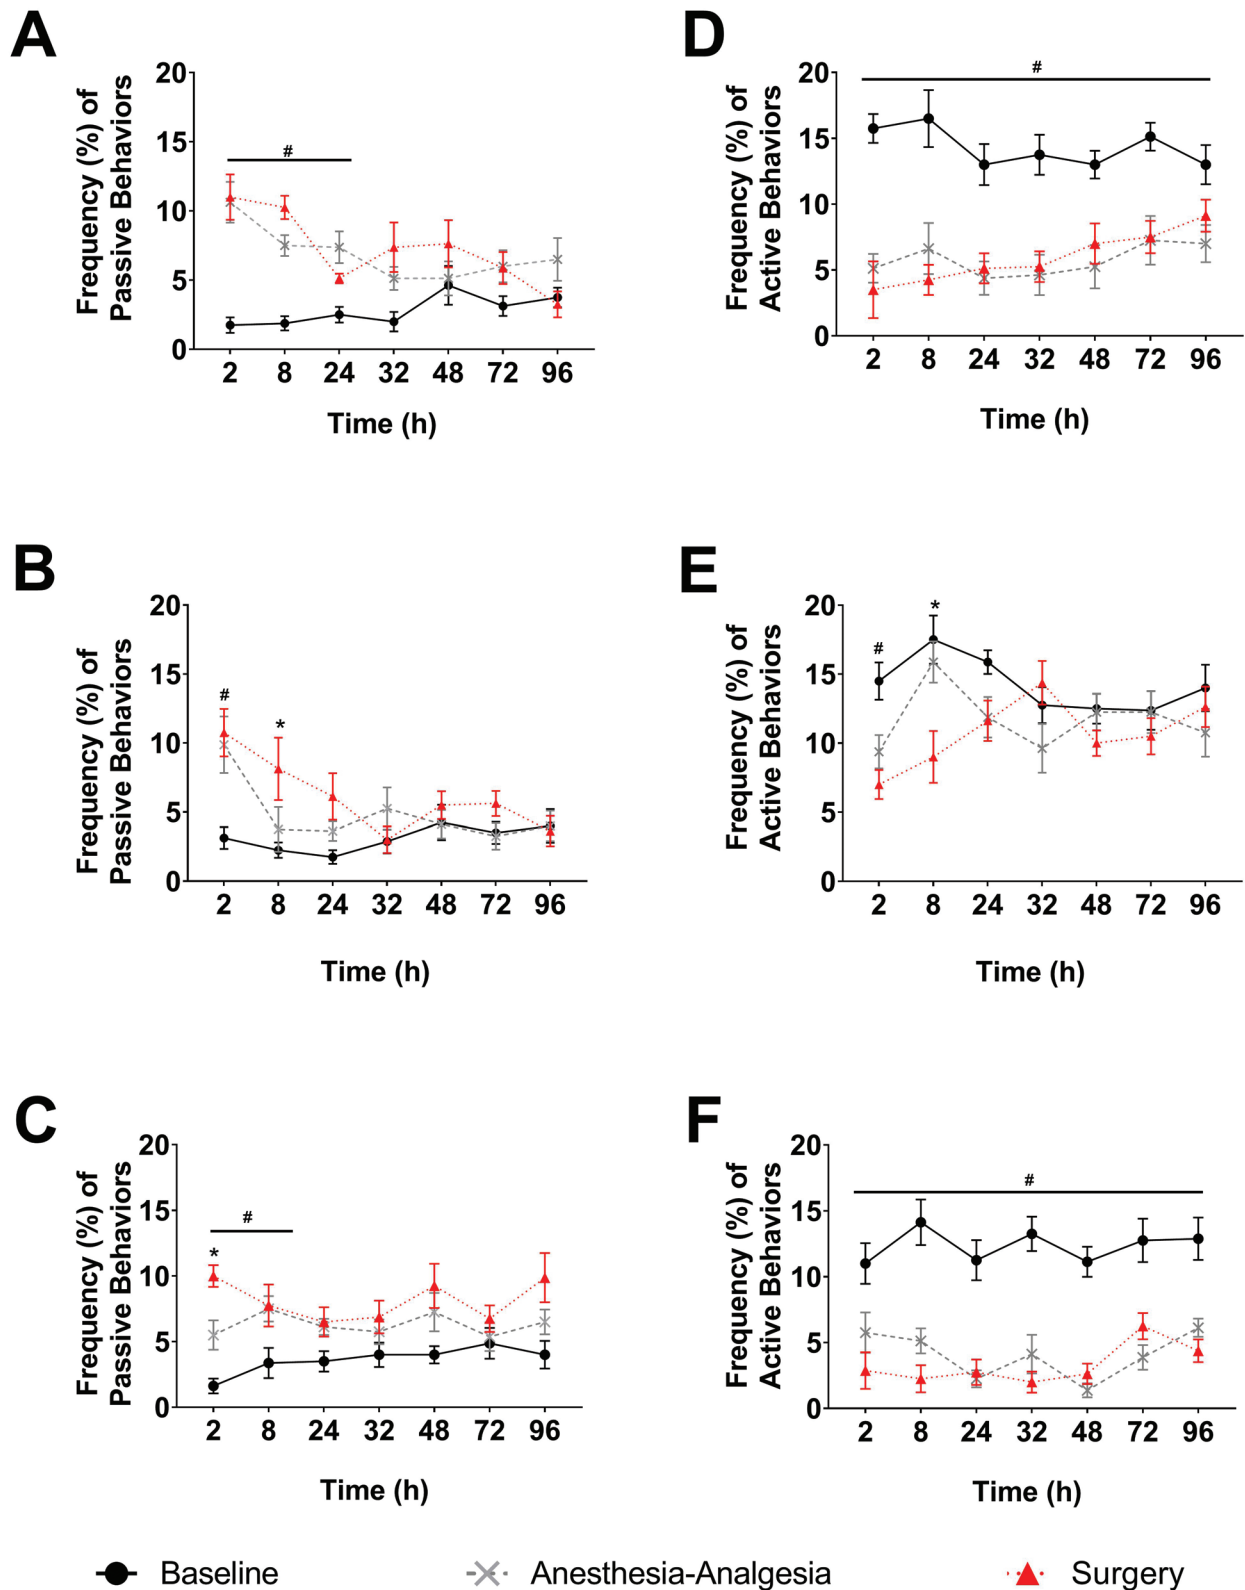 A
Frequency (%) of
Passive Behaviors
20
15
10
5
0
#
2 8 24 32 48 72 96
Time (h)
D
Frequency (%) of
Active Behaviors
20
15
10
5
0
#
2 8 24 32 48 72 96
Time (h)
B
Frequency (%) of
Passive Behaviors
20
15
10
5
0
#
*
2 8 24 32 48 72 96
Time (h)
E
Frequency (%) of
Active Behaviors
20
15
10
5
0
#
*
2 8 24 32 48 72 96
Time (h)
C
Frequency (%) of
Passive Behaviors
20
15
10
5
0
#
*
2 8 24 32 48 72 96
Time (h)
F
Frequency (%) of
Active Behaviors
20
15
10
5
0
#
2 8 24 32 48 72 96
Time (h)
Baseline Anesthesia-Analgesia Surgery